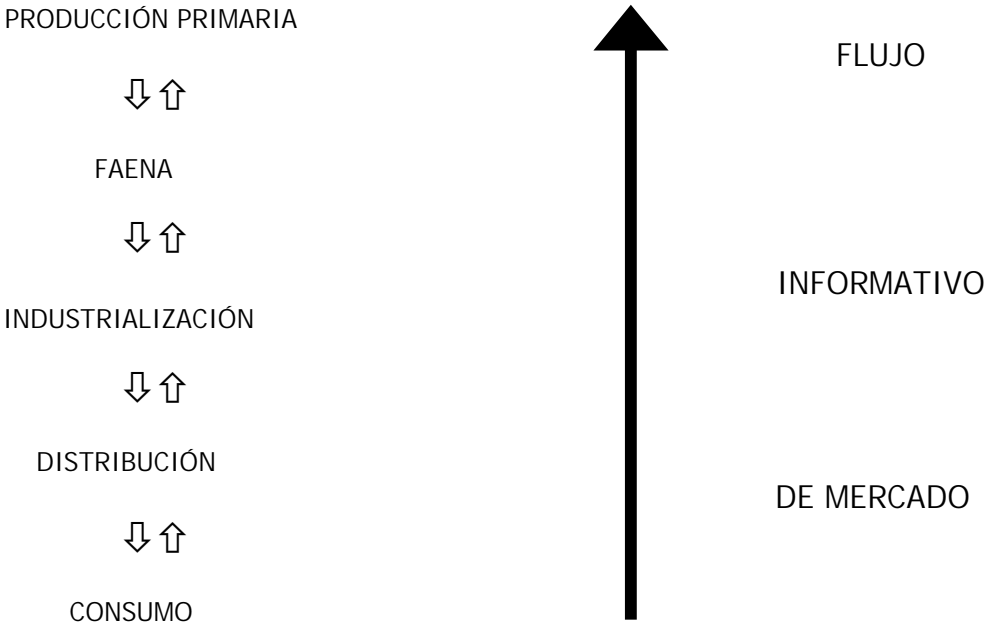 PRODUCCIÓN PRIMARIA
FAENA
INDUSTRIALIZACIÓN
DISTRIBUCIÓN
CONSUMO
FLUJO
INFORMATIVO
DE MERCADO